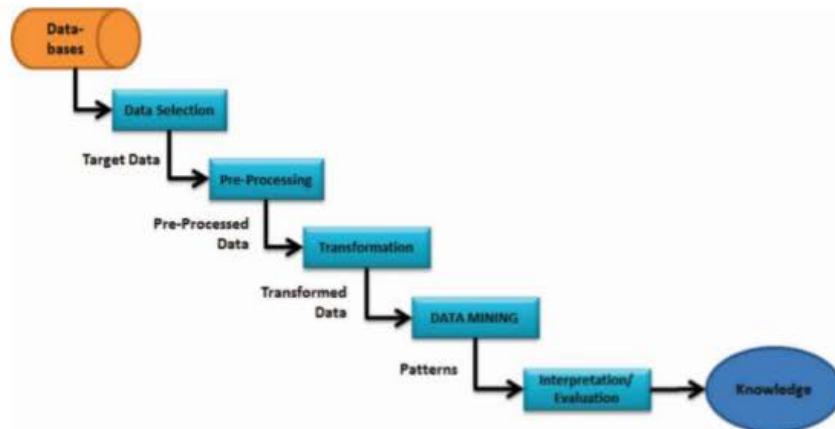 Data-
bases
Data Selection
Target Data
Pre-Processing
Pre-Processed
Data
Transformation
Transformed
Data
DATA MINING
Patterns
Interpretation/
Evaluation
Knowledge